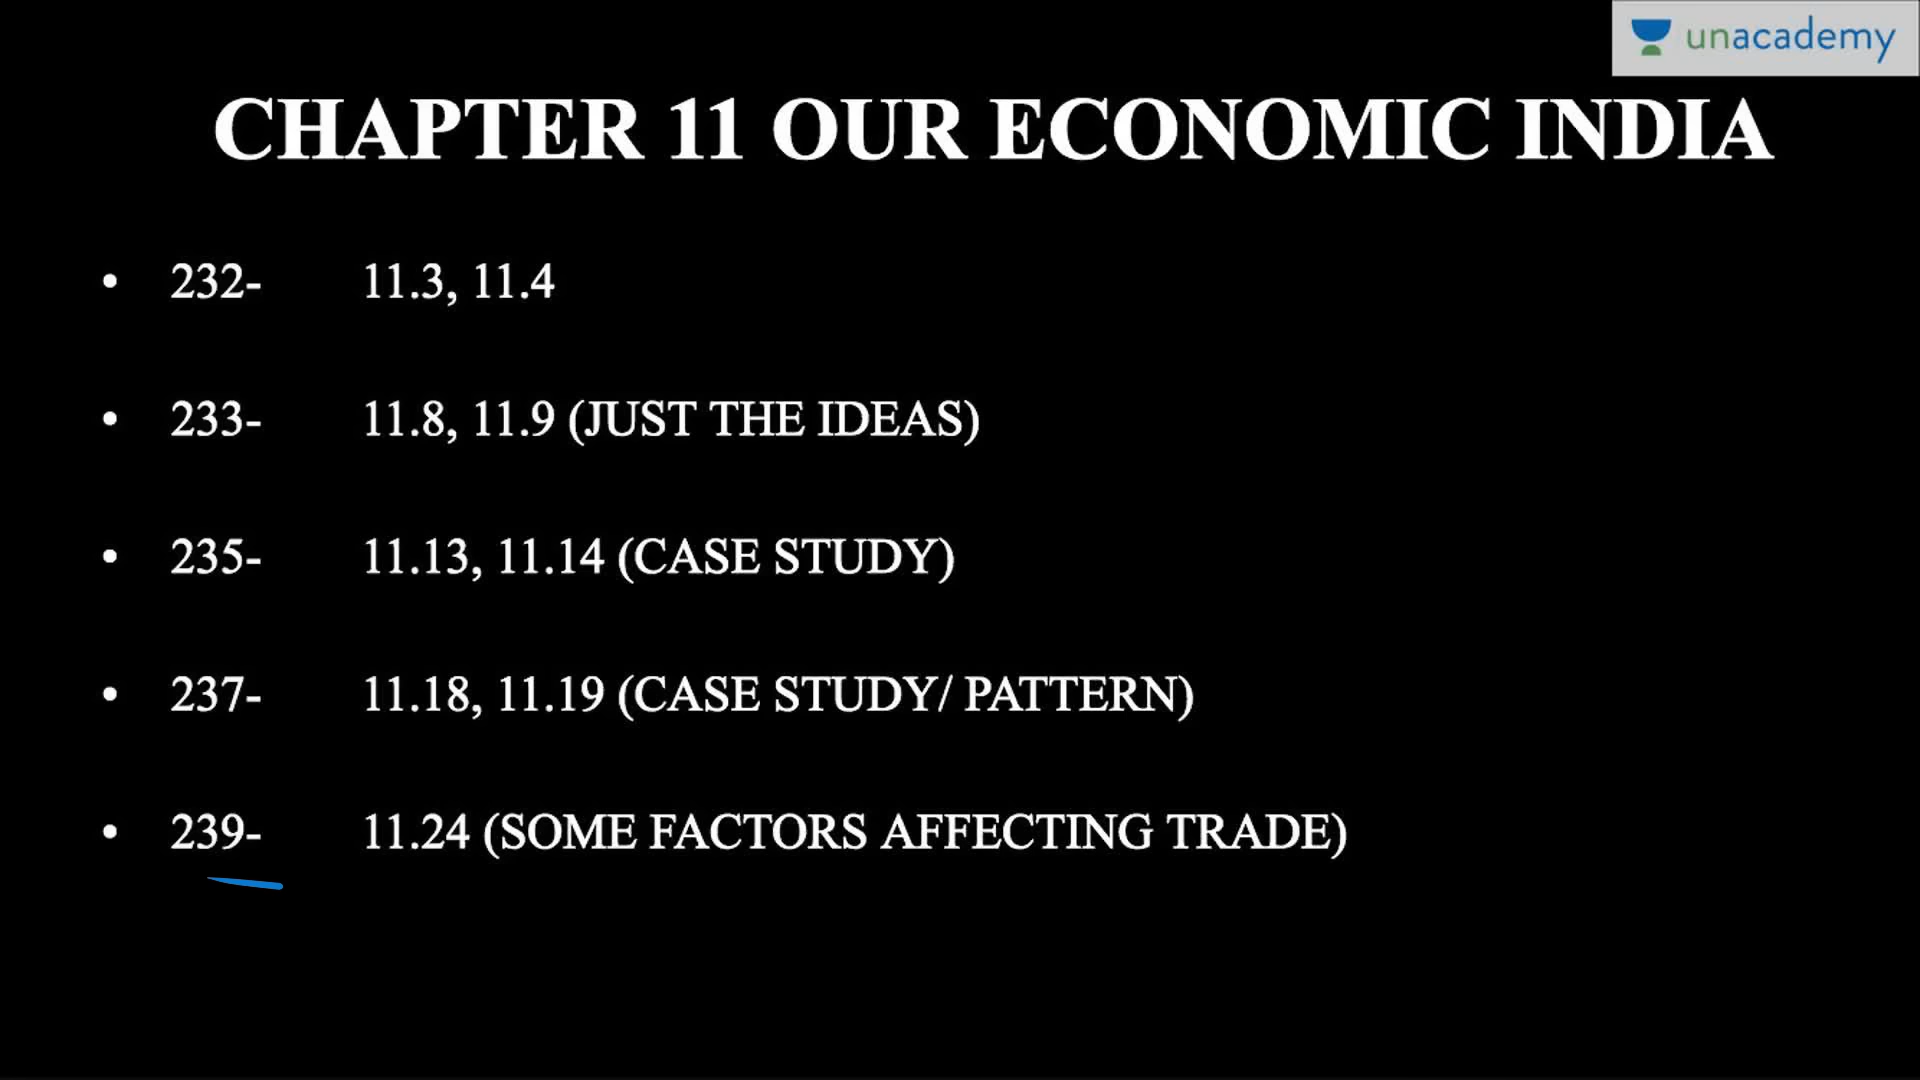 unacademy
CHAPTER 11 OUR ECONOMIC INDIA
• 232- 11.3, 11.4
• 233- 11.8, 11.9 (JUST THE IDEAS)
• 235- 11.13, 11.14 (CASE STUDY)
• 237- 11.18, 11.19 (CASE STUDY/ PATTERN)
• 239- 11.24 (SOME FACTORS AFFECTING TRADE)